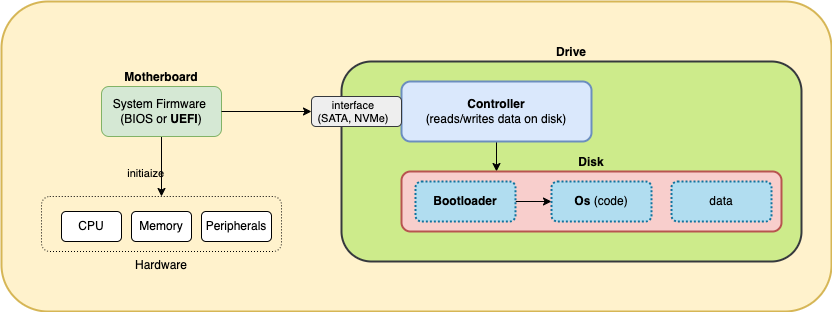 Drive
Motherboard
System Firmware
(BIOS or UEFI)
interface
(SATA, NVMe)
Controller
(reads/writes data on disk)
initiaize
Disk
Bootloader
Os (code)
data
CPU
Memory
Peripherals
Hardware